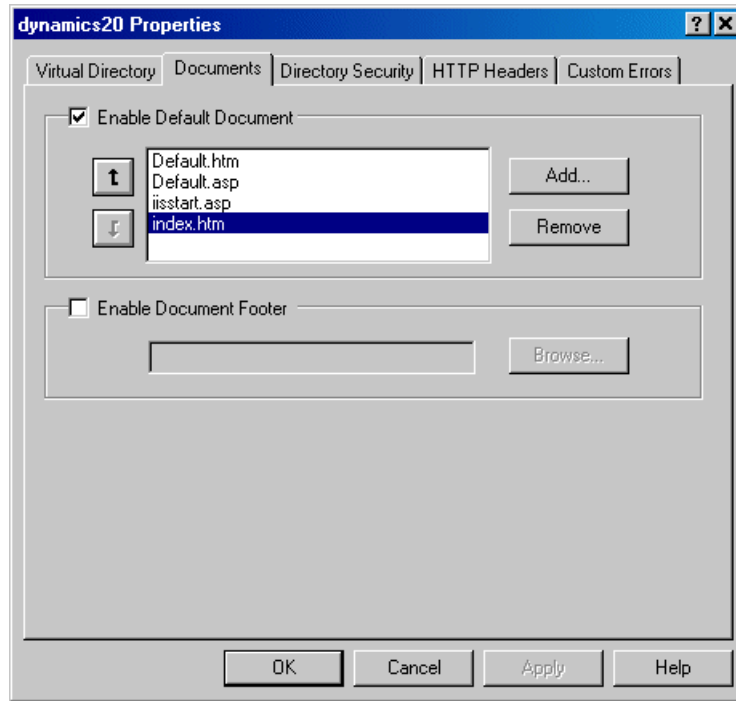 dynamics20 Properties
Virtual Directory Documents Directory Security HTTP Headers Custom Errors
Enable Default Document
Default.htm
Default.asp
iisstart.asp
index.htm
Add...
Remove
Enable Document Footer
Browse...
OK Cancel Apply Help